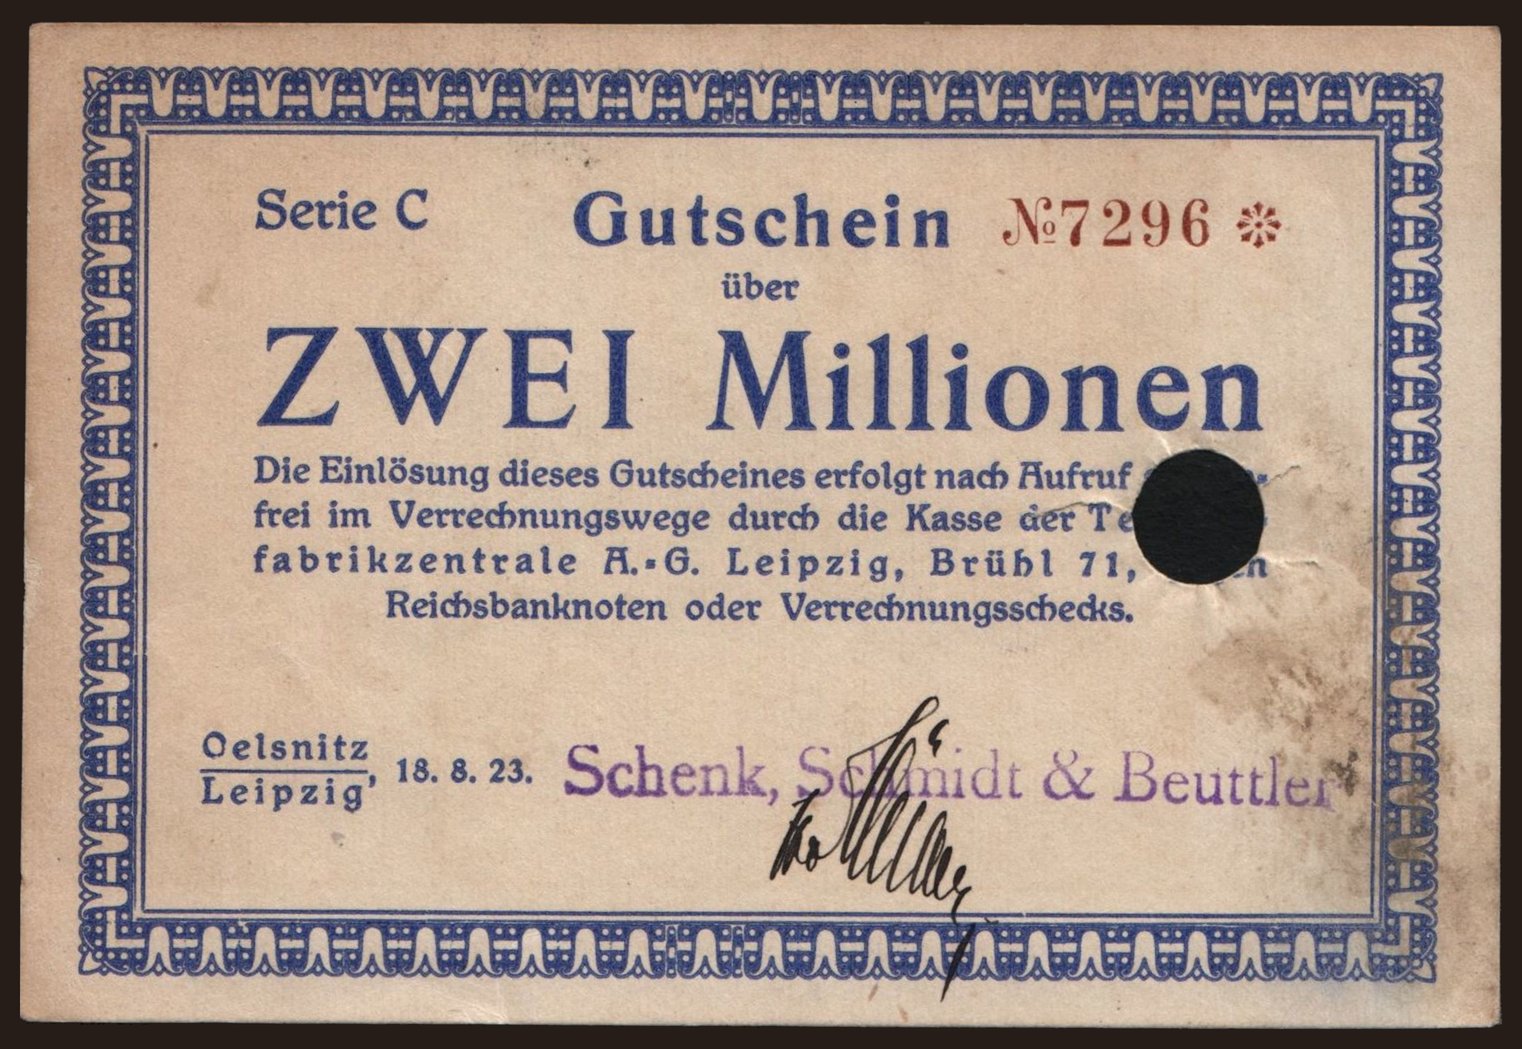 Serie C Gutschein №7296
über
ZWEI Millionen
Die Einlösung dieses Gutscheines erfolgt nach Aufruf
frei im Verrechnungswege durch die Kasse der
fabrikzentrale A.-G. Leipzig, Brühl 71,
Reichsbanknoten oder Verrechnungsschecks.
Oelsnitz
Leipzig, 18. 8. 23. Schenk, Schmidt & Beuttler